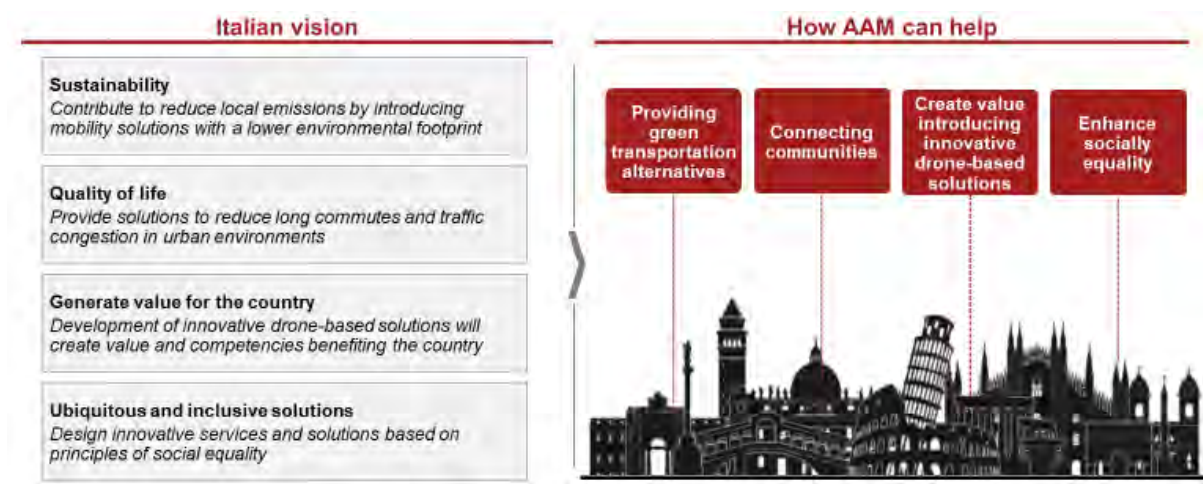 Italian vision
Sustainability
Contribute to reduce local emissions by introducing
mobility solutions with a lower environmental footprint
Quality of life
Provide solutions to reduce long commutes and traffic
congestion in urban environments
Generate value for the country
Development of innovative drone-based solutions will
create value and competencies benefiting the country
Ubiquitous and inclusive solutions
Design innovative services and solutions based on
principles of social equality
How AAM can help
Providing
green
transportation
alternatives
Connecting
communities
Create value
introducing
innovative
drone-based
solutions
Enhance
socially
equality